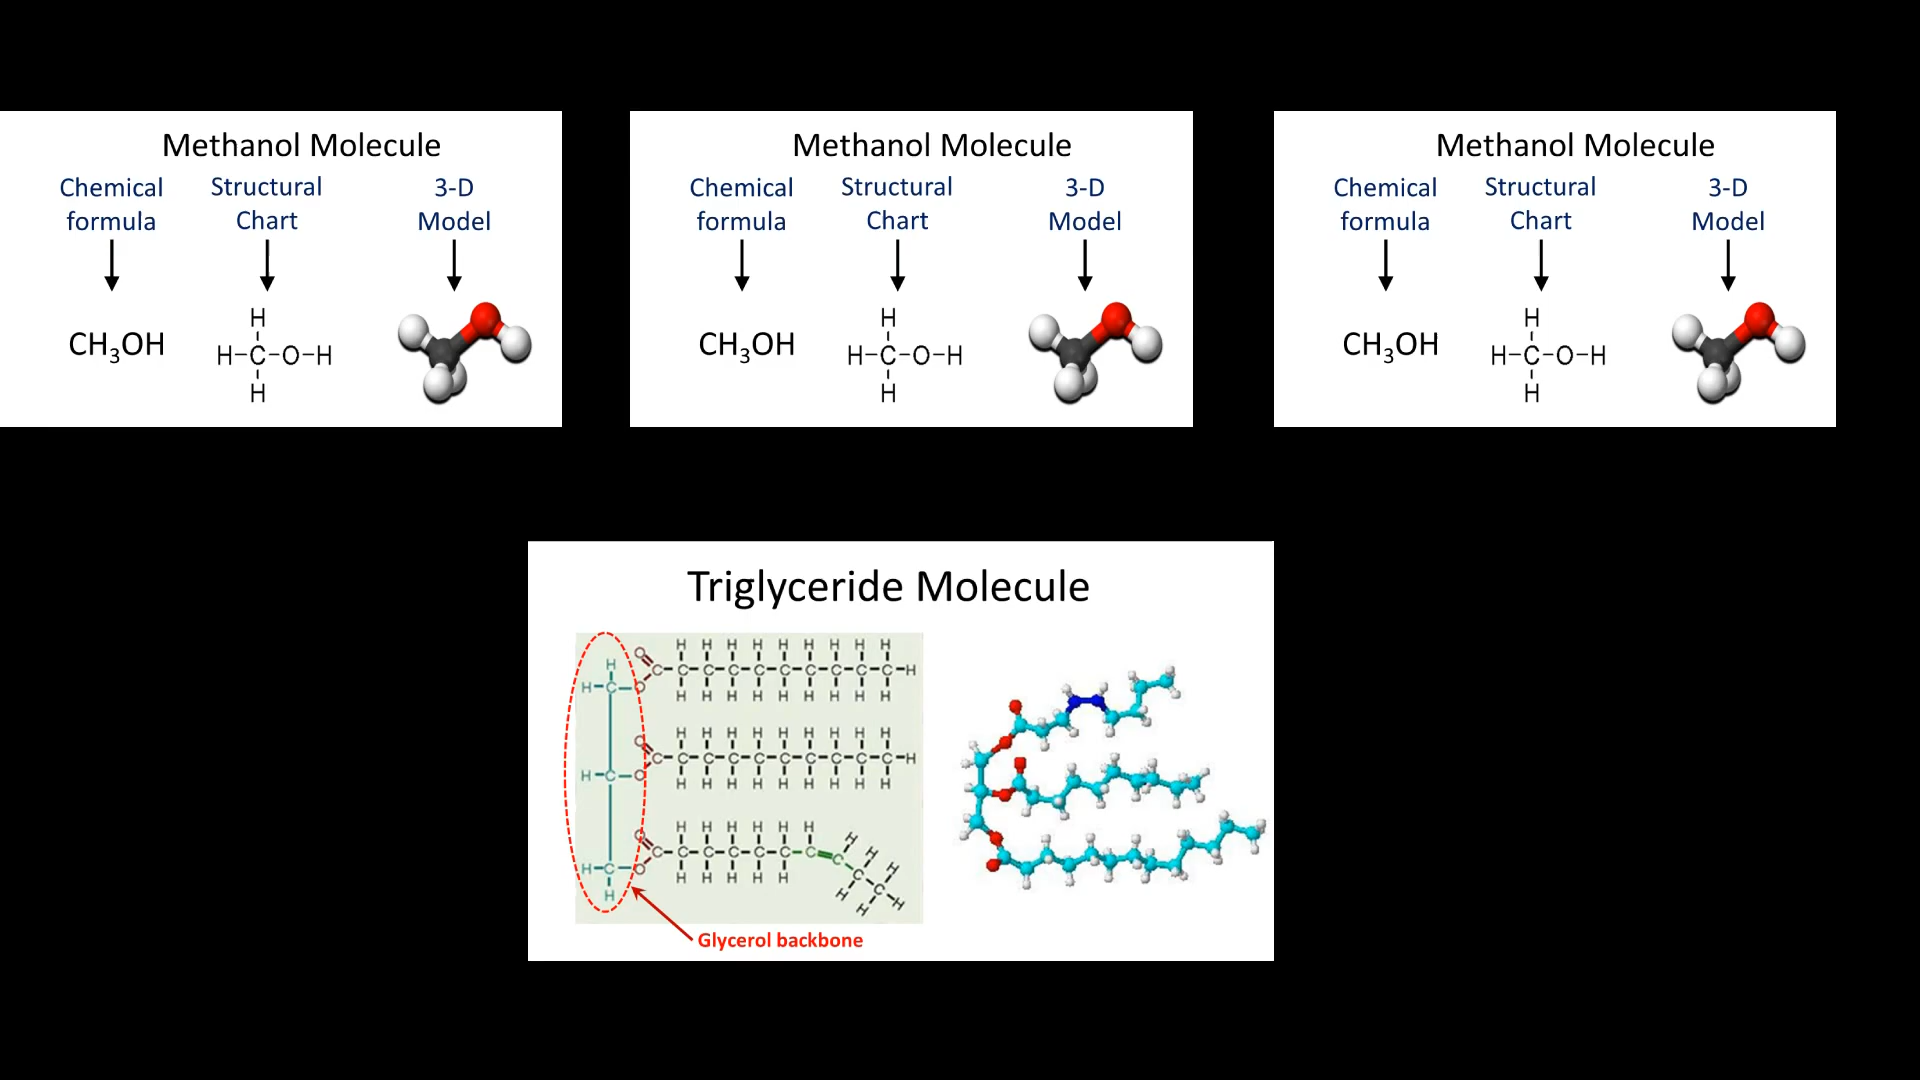 Methanol Molecule
Chemical formula
Structural Chart
3-D Model
CH₃OH
H
H-C-O-H
H
Methanol Molecule
Chemical formula
Structural Chart
3-D Model
CH₃OH
H
H-C-O-H
H
Methanol Molecule
Chemical formula
Structural Chart
3-D Model
CH₃OH
H
H-C-O-H
H
Triglyceride Molecule
H H H H H H H H H
O
H
C-C-C-C-C-C-C-C-C-C-H
H-C-O
H H H H H H H H H
H H H H H H H H H
O
C-C-C-C-C-C-C-C-C-C-H
H-C-O
H H H H H H H H H
H H H H H H
O
H
C-C-C-C-C-C-C=C
H
H
H-C-O
C
H H H H H
C
H
H
H
H
Glycerol backbone